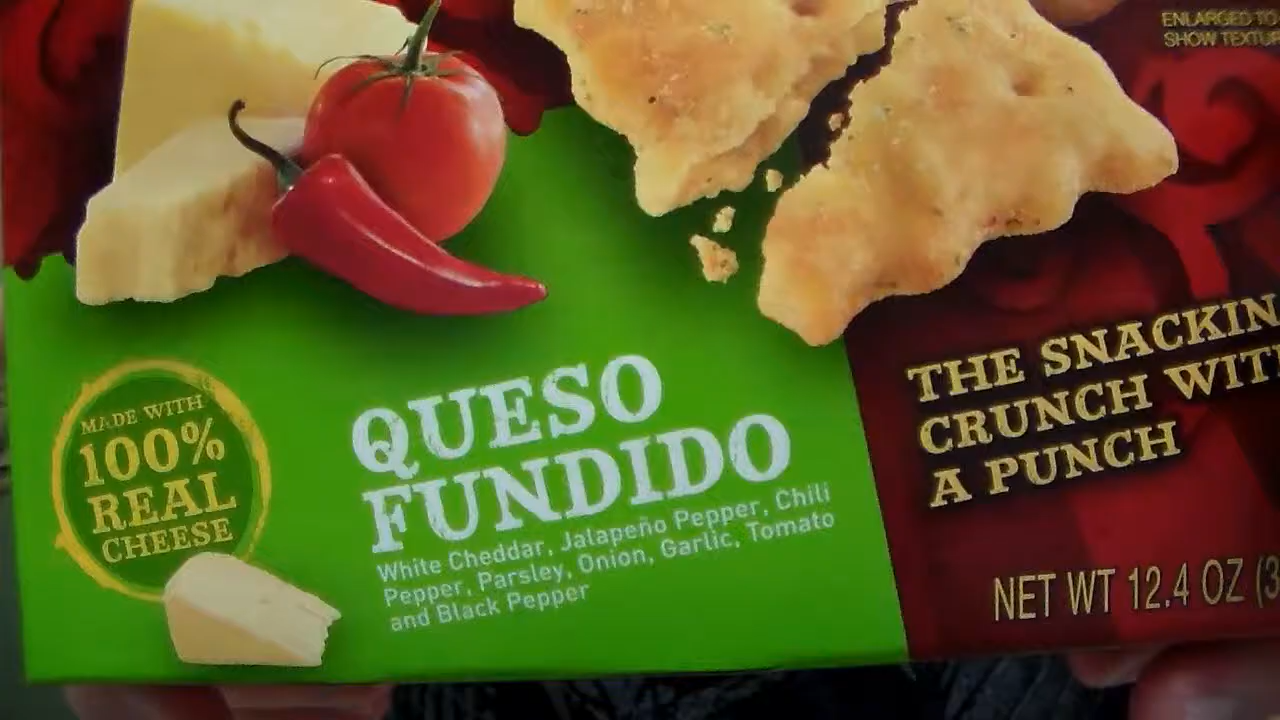 ENLARGED TO
SHOW TEXTUR
THE SNACKIN
CRUNCH WIT
A PUNCH
MADE WITH
100%
REAL
CHEESE
QUESO
FUNDIDO
White Cheddar, Jalapeño Pepper, Chili
Pepper, Parsley, Onion, Garlic, Tomato
and Black Pepper
NET WT 12.4 OZ (3